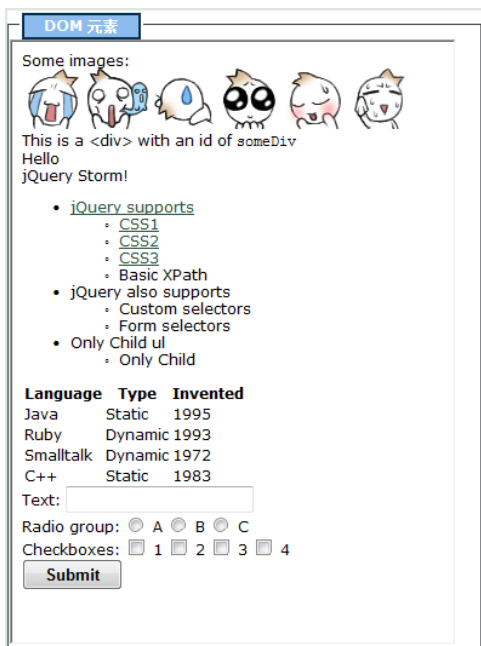 DOM 元素
Some images:
This is a <div> with an id of someDiv
Hello
jQuery Storm!
jQuery supports
CSS1
CSS2
CSS3
Basic XPath
jQuery also supports
Custom selectors
Form selectors
Only Child ul
Only Child
Language Type Invented
Java Static 1995
Ruby Dynamic 1993
Smalltalk Dynamic 1972
C++ Static 1983
Text:
Radio group: A B C
Checkboxes: 1 2 3 4
Submit